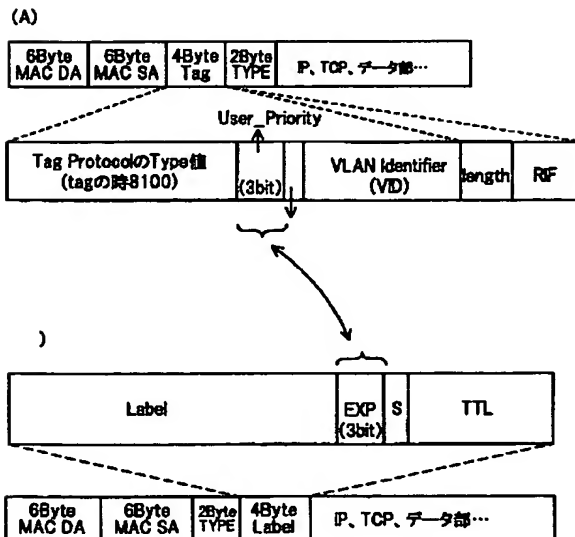 (A)
6Byte MAC DA 6Byte MAC SA 4Byte Tag 2Byte TYPE IP、TCP、データ部…
User_Priority
Tag ProtocolのType値 (tagの時8100) (3bit) VLAN Identifier (VID) length RIF
)
Label EXP (3bit) S TTL
6Byte MAC DA 6Byte MAC SA 2Byte TYPE 4Byte Label IP、TCP、データ部…